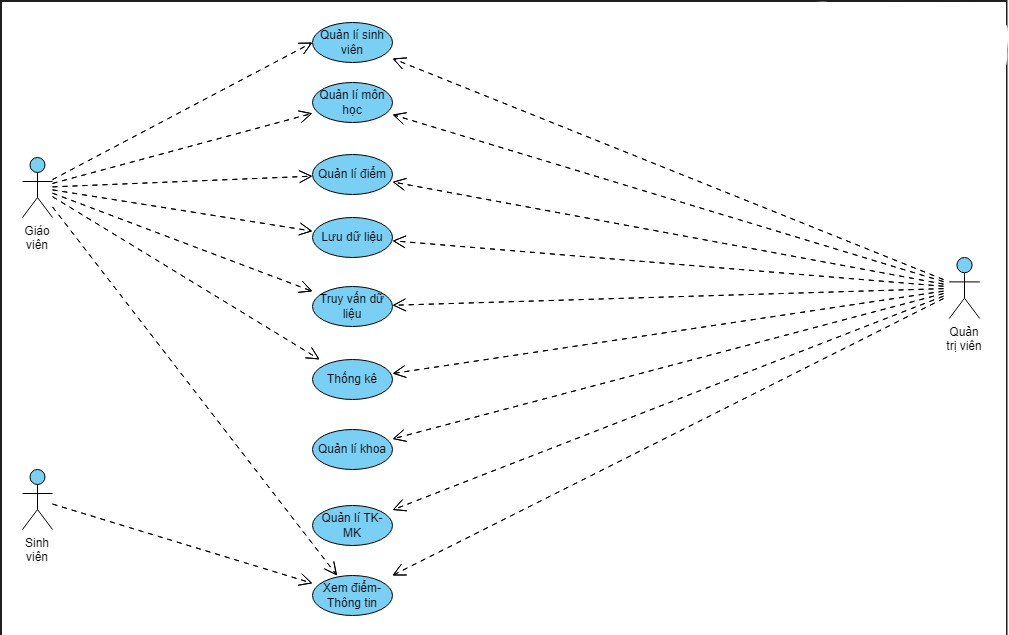 Quản lí sinh
viên
Quản lí môn
học
Quản lí điểm
Giáo
viên
Lưu dữ liệu
Truy vấn dữ
liệu
Quản
trị viên
Thống kê
Quản lí khoa
Quản lí TK-
MK
Sinh
viên
Xem điểm-
Thông tin